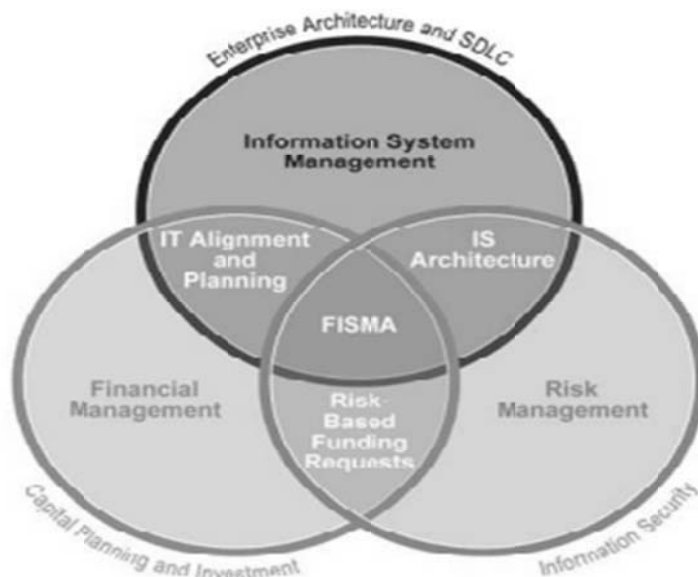 Enterprise Architecture and SDLC
Information System
Management
IT Alignment
and
Planning
IS
Architecture
FISMA
Financial
Management
Risk
Management
Risk-
Based
Funding
Requests
Capital Planning and Investment
Information Security